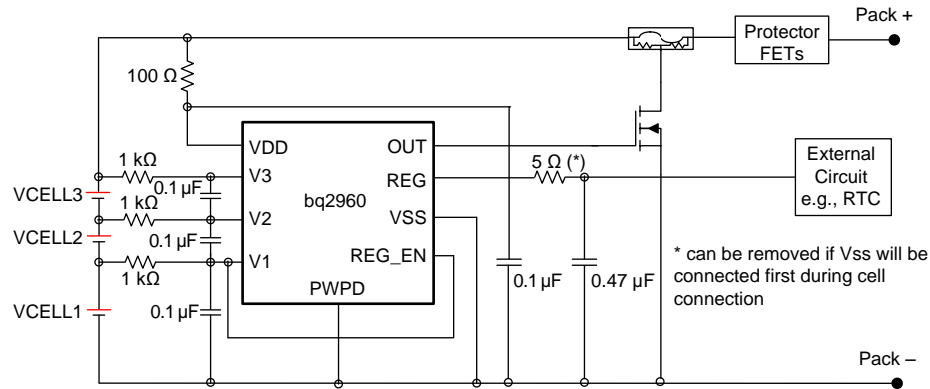 Pack +
Protector
FETs
100 Ω
VDD
OUT
1 kΩ
V3
0.1 µF
REG
5 Ω (*)
External
Circuit
e.g., RTC
VCELL3
1 kΩ
bq2960
V2
VSS
VCELL2
0.1 µF
REG_EN
V1
1 kΩ
PWPD
0.1 µF
0.47 µF
* can be removed if Vss will be
connected first during cell
connection
VCELL1
0.1 µF
Pack –